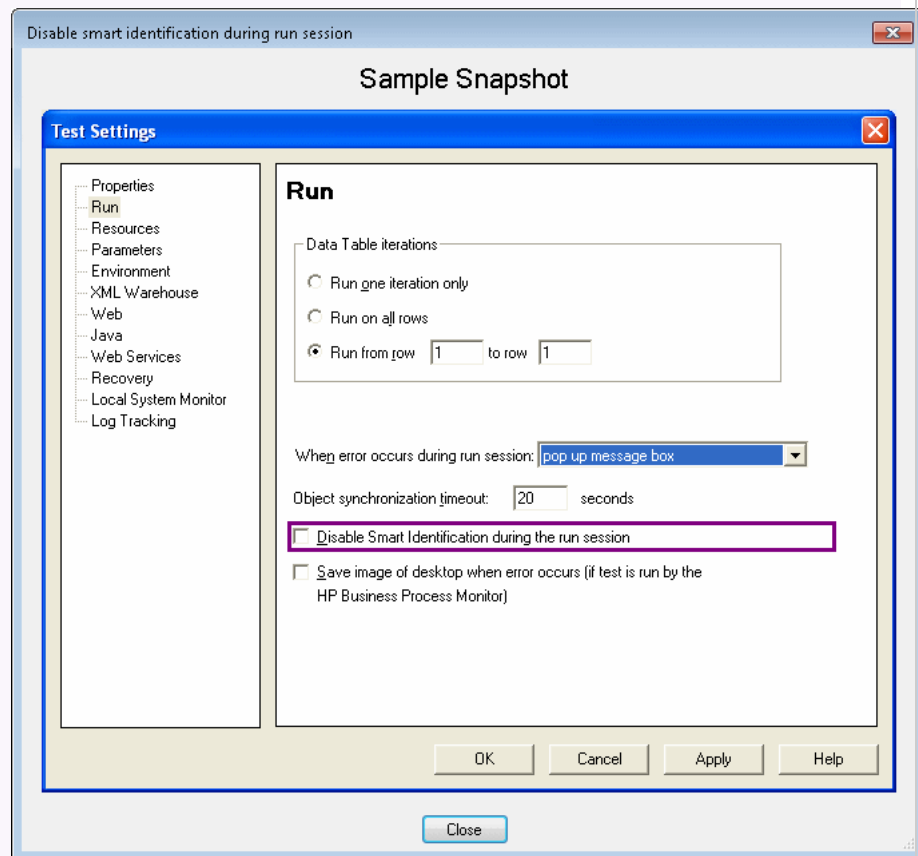 Disable smart identification during run session
Sample Snapshot
Test Settings
Properties
Run
Resources
Parameters
Environment
XML Warehouse
Web
Java
Web Services
Recovery
Local System Monitor
Log Tracking
Run
Data Table iterations
Run one iteration only
Run on all rows
Run from row 1 to row 1
When error occurs during run session: pop up message box
Object synchronization timeout: 20 seconds
Disable Smart Identification during the run session
Save image of desktop when error occurs (if test is run by the
HP Business Process Monitor)
OK Cancel Apply Help
Close